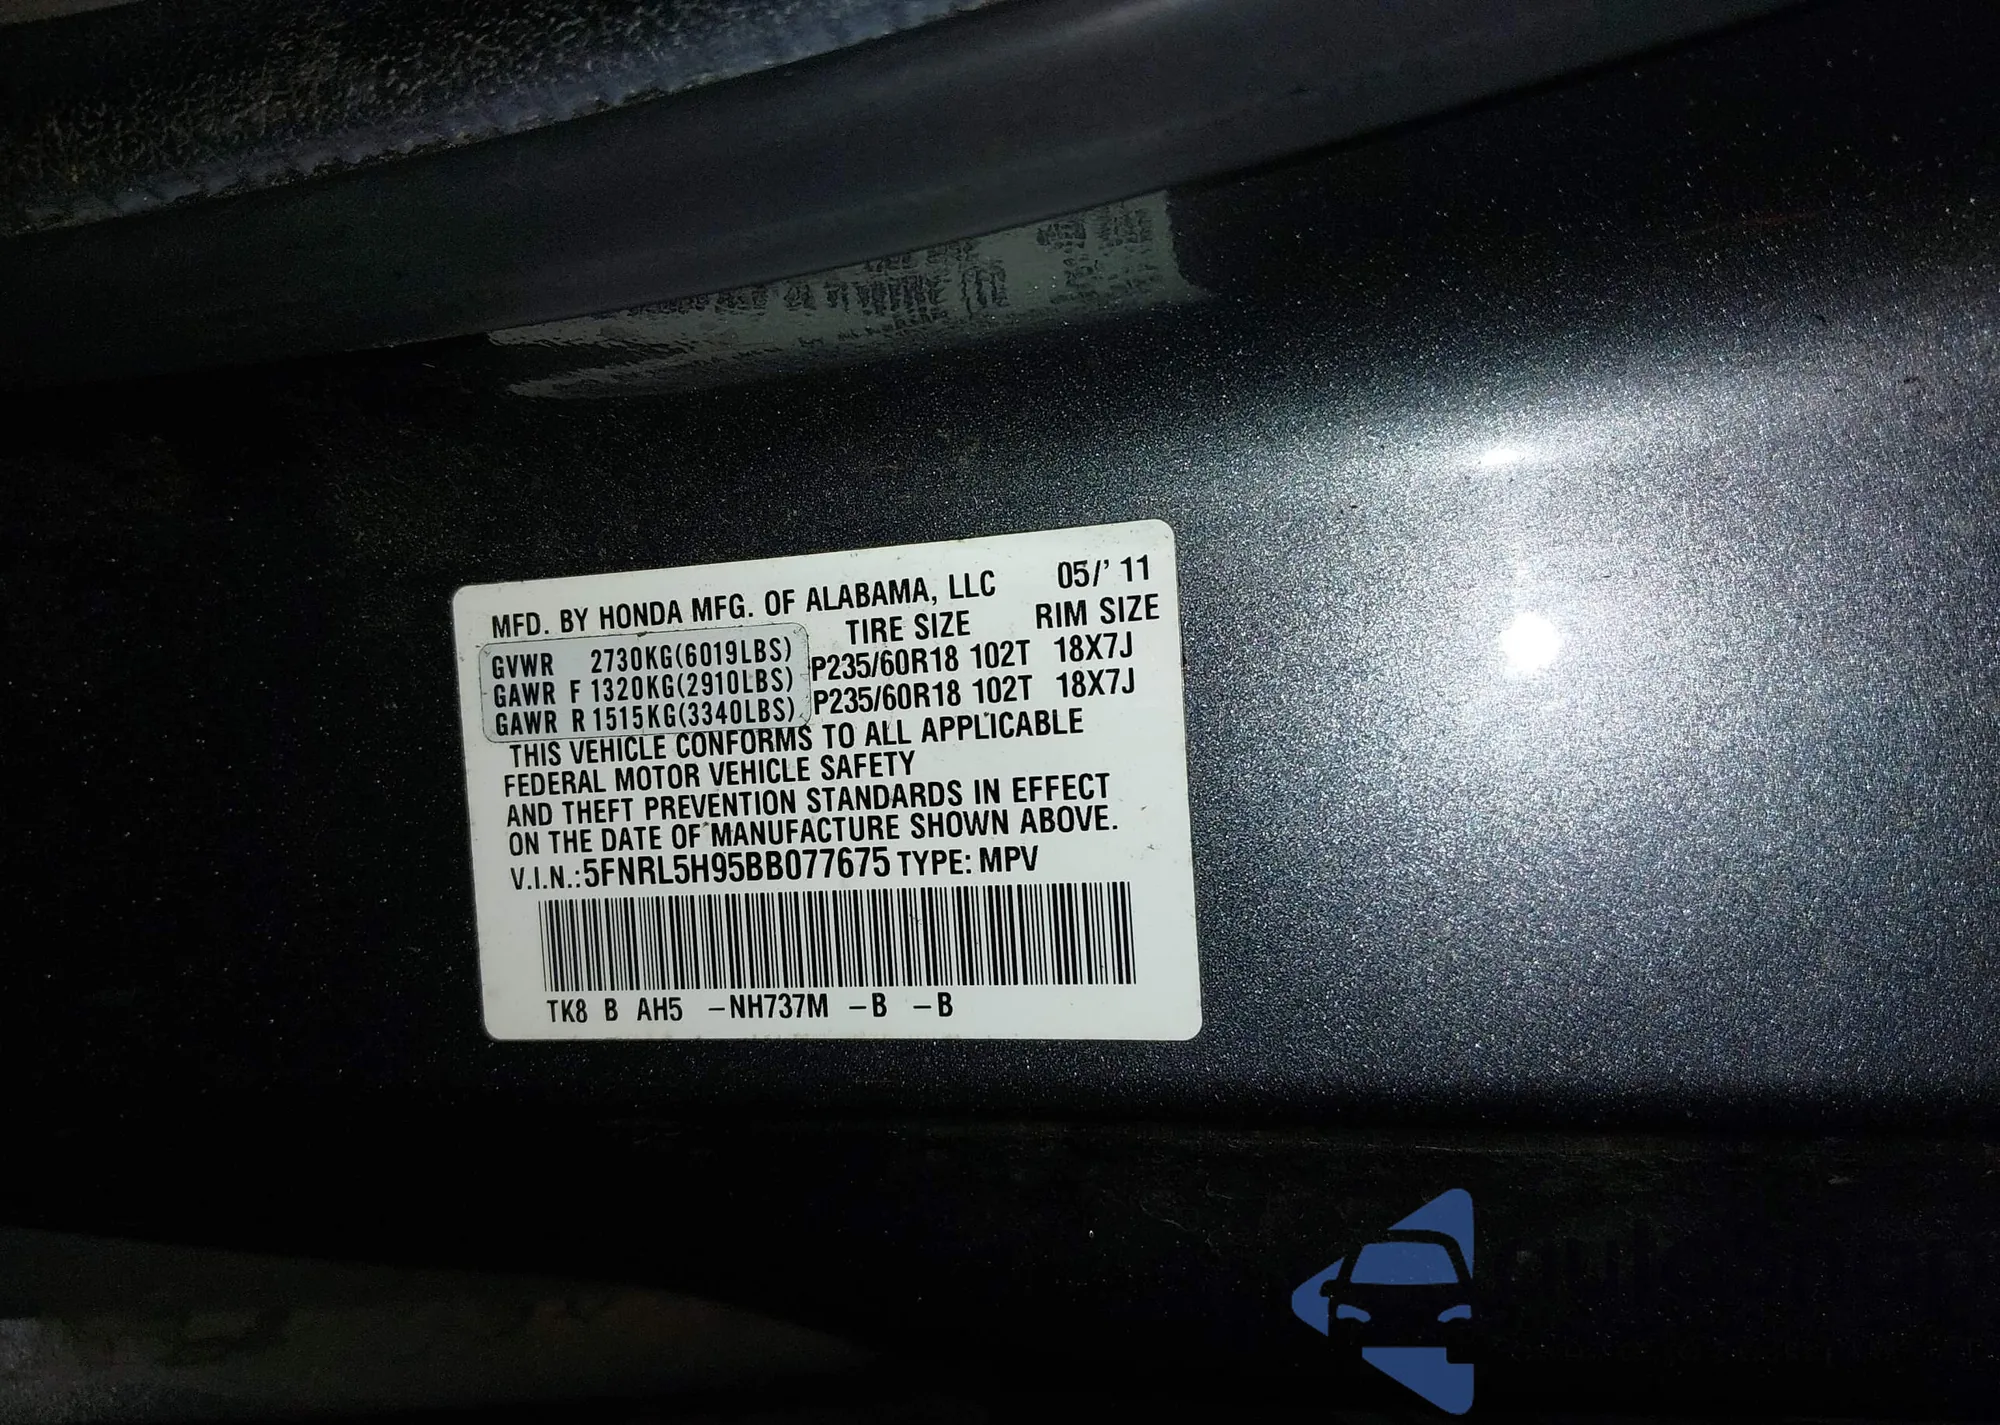 MFD. BY HONDA MFG. OF ALABAMA, LLC 05/'11
TIRE SIZE RIM SIZE
GVWR 2730KG(6019LBS) P235/60R18 102T 18X7J
GAWR F 1320KG(2910LBS) P235/60R18 102T 18X7J
GAWR R 1515KG(3340LBS)
THIS VEHICLE CONFORMS TO ALL APPLICABLE
FEDERAL MOTOR VEHICLE SAFETY
AND THEFT PREVENTION STANDARDS IN EFFECT
ON THE DATE OF MANUFACTURE SHOWN ABOVE.
V.I.N.:5FNRL5H95BB077675 TYPE: MPV
TK8 B AH5 -NH737M -B -B